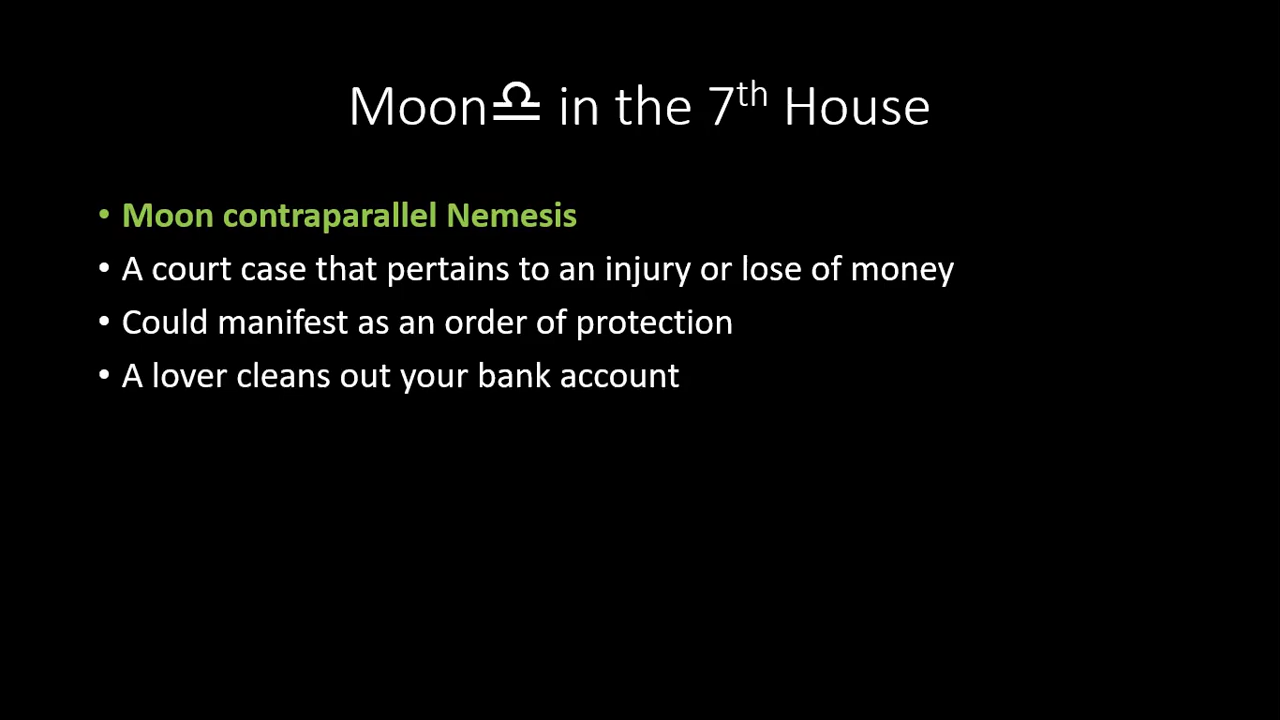 Moon♎ in the 7th House
• Moon contraparallel Nemesis
• A court case that pertains to an injury or lose of money
• Could manifest as an order of protection
• A lover cleans out your bank account